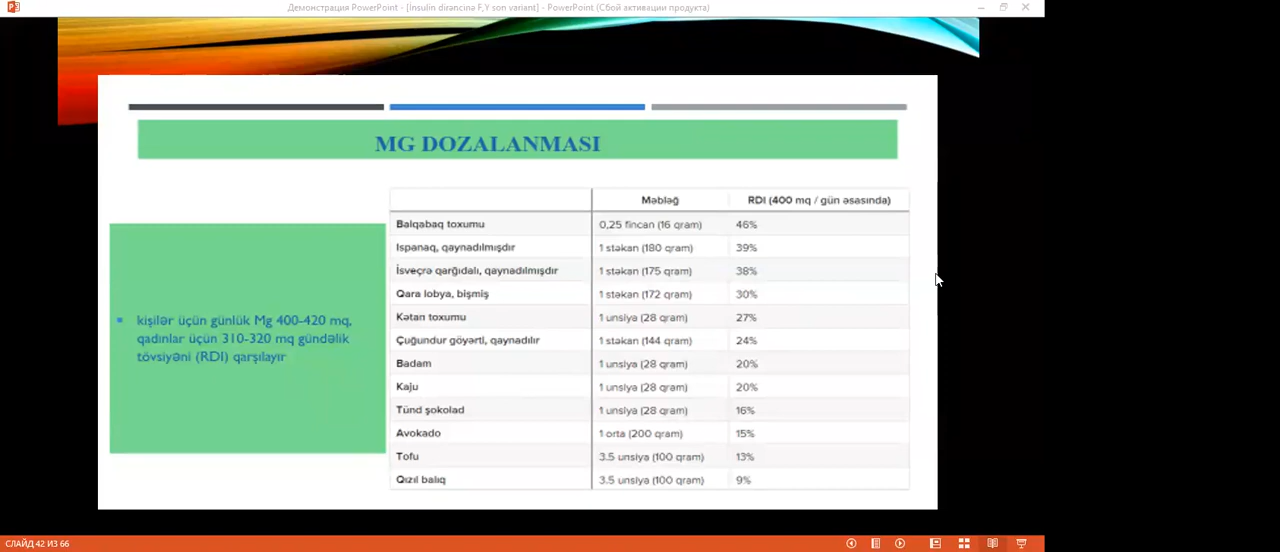 Демонстрация PowerPoint - [İnsulin dirəncinə F,Y son variant] - PowerPoint (Сбой активации продукта)
MG DOZALANMASI
kişilər üçün günlük Mg 400-420 mq,
qadınlar üçün 310-320 mq gündəlik
tövsiyəni (RDI) qarşılayır
Məbləğ RDI (400 mq / gün əsasında)
Balqabaq toxumu 0,25 fincan (16 qram) 46%
Ispanaq, qaynadılmışdır 1 stəkan (180 qram) 39%
İsveçrə qarğıdalı, qaynadılmışdır 1 stəkan (175 qram) 38%
Qara lobya, bişmiş 1 stəkan (172 qram) 30%
Kətan toxumu 1 unsiya (28 qram) 27%
Çuğundur göyərti, qaynadılır 1 stəkan (144 qram) 24%
Badam 1 unsiya (28 qram) 20%
Kaju 1 unsiya (28 qram) 20%
Tünd şokolad 1 unsiya (28 qram) 16%
Avokado 1 orta (200 qram) 15%
Tofu 3.5 unsiya (100 qram) 13%
Qızıl balıq 3.5 unsiya (100 qram) 9%
СЛАЙД 42 ИЗ 66